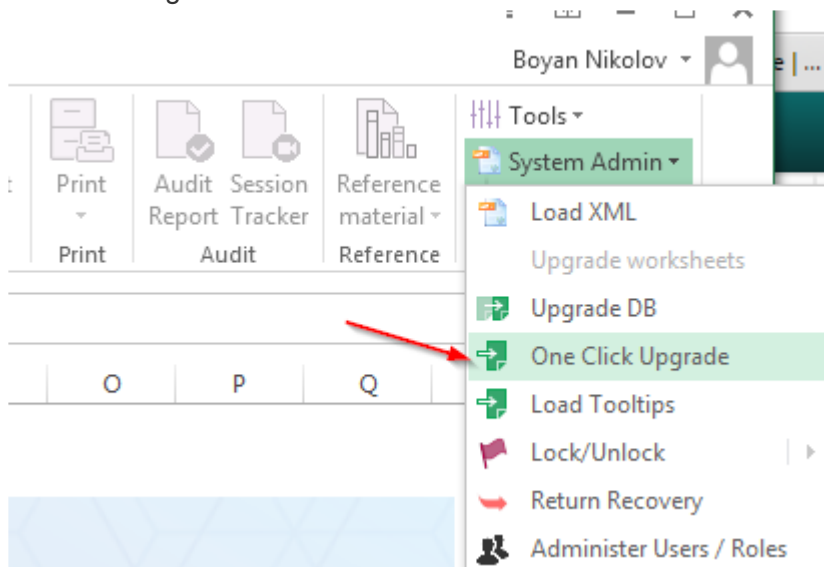 Boyan Nikolov
e | ...
Tools
System Admin
Print
Audit Report
Session Tracker
Reference material
Print
Audit
Reference
Load XML
Upgrade worksheets
Upgrade DB
One Click Upgrade
Load Tooltips
Lock/Unlock
Return Recovery
Administer Users / Roles
O P Q